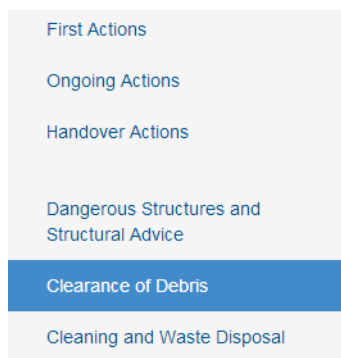 First Actions
Ongoing Actions
Handover Actions
Dangerous Structures and
Structural Advice
Clearance of Debris
Cleaning and Waste Disposal